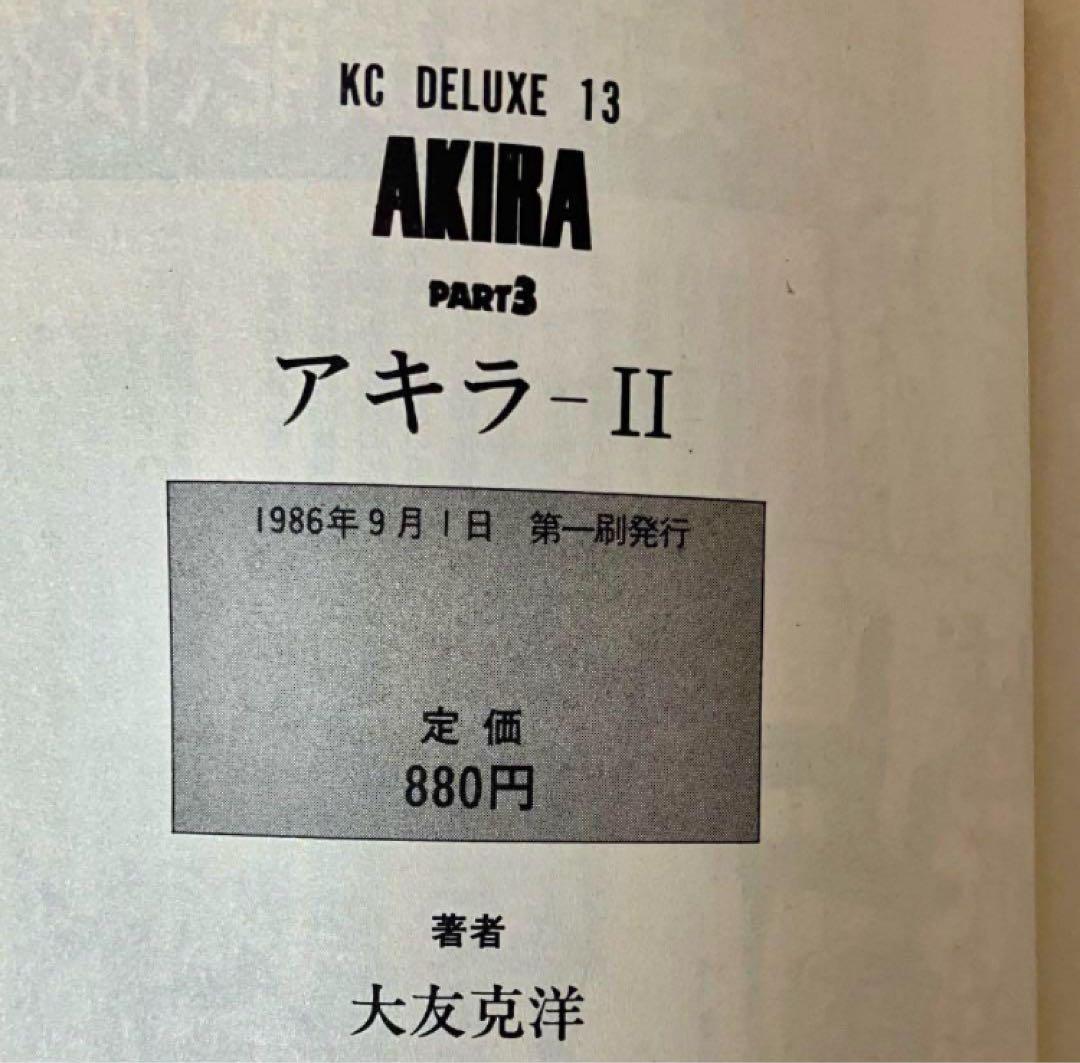 KC DELUXE 13
AKIRA
PART3
アキラ-II
1986年9月1日 第一刷発行
定価
880円
著者
大友克洋